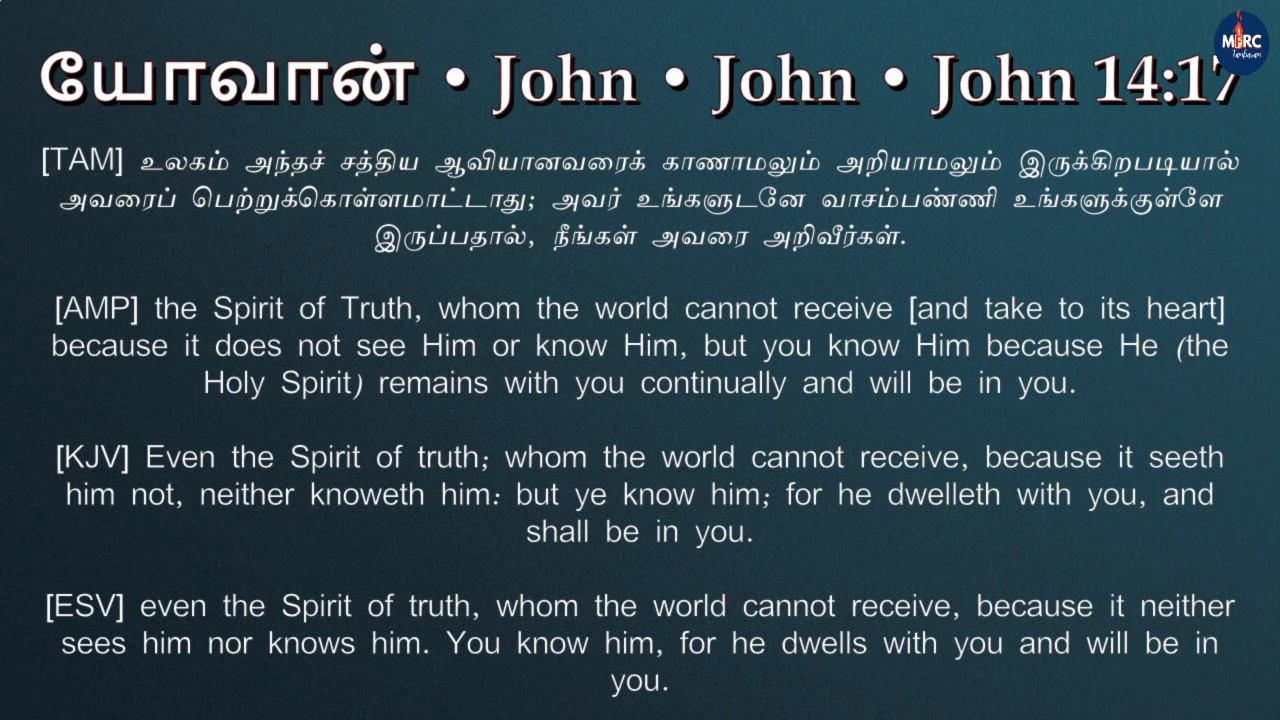 யோவான் • John • John • John 14:17
MFRC
Tamilnam
[TAM] உலகம் அந்தச் சத்திய ஆவியானவரைக் காணாமலும் அறியாமலும் இருக்கிறபடியால்
அவரைப் பெற்றுக்கொள்ளமாட்டாது; அவர் உங்களுடனே வாசம்பண்ணி உங்களுக்குள்ளே
இருப்பதால், நீங்கள் அவரை அறிவீர்கள்.
[AMP] the Spirit of Truth, whom the world cannot receive [and take to its heart]
because it does not see Him or know Him, but you know Him because He (the
Holy Spirit) remains with you continually and will be in you.
[KJV] Even the Spirit of truth; whom the world cannot receive, because it seeth
him not, neither knoweth him: but ye know him; for he dwelleth with you, and
shall be in you.
[ESV] even the Spirit of truth, whom the world cannot receive, because it neither
sees him nor knows him. You know him, for he dwells with you and will be in
you.